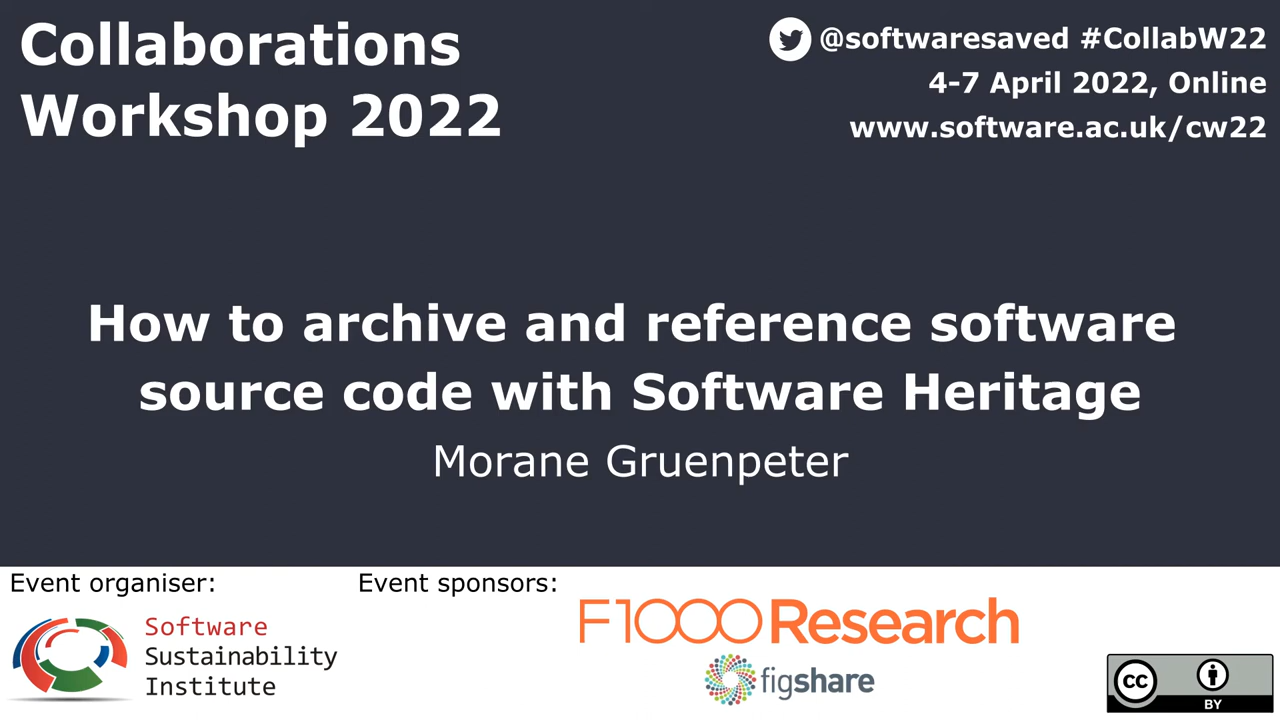 Collaborations
Workshop 2022
@softwaresaved #CollabW22
4-7 April 2022, Online
www.software.ac.uk/cw22
How to archive and reference software
source code with Software Heritage
Morane Gruenpeter
Event organiser:
Software
Sustainability
Institute
Event sponsors:
F1000Research
figshare
cc
BY